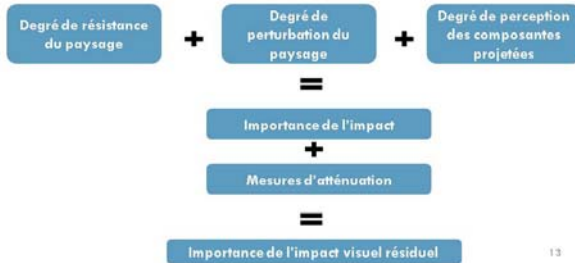 Degré de résistance
du paysage
+
Degré de
perturbation du
paysage
+
Degré de perception
des composantes
projetées
=
Importance de l'impact
+
Mesures d'atténuation
=
Importance de l'impact visuel résiduel
13